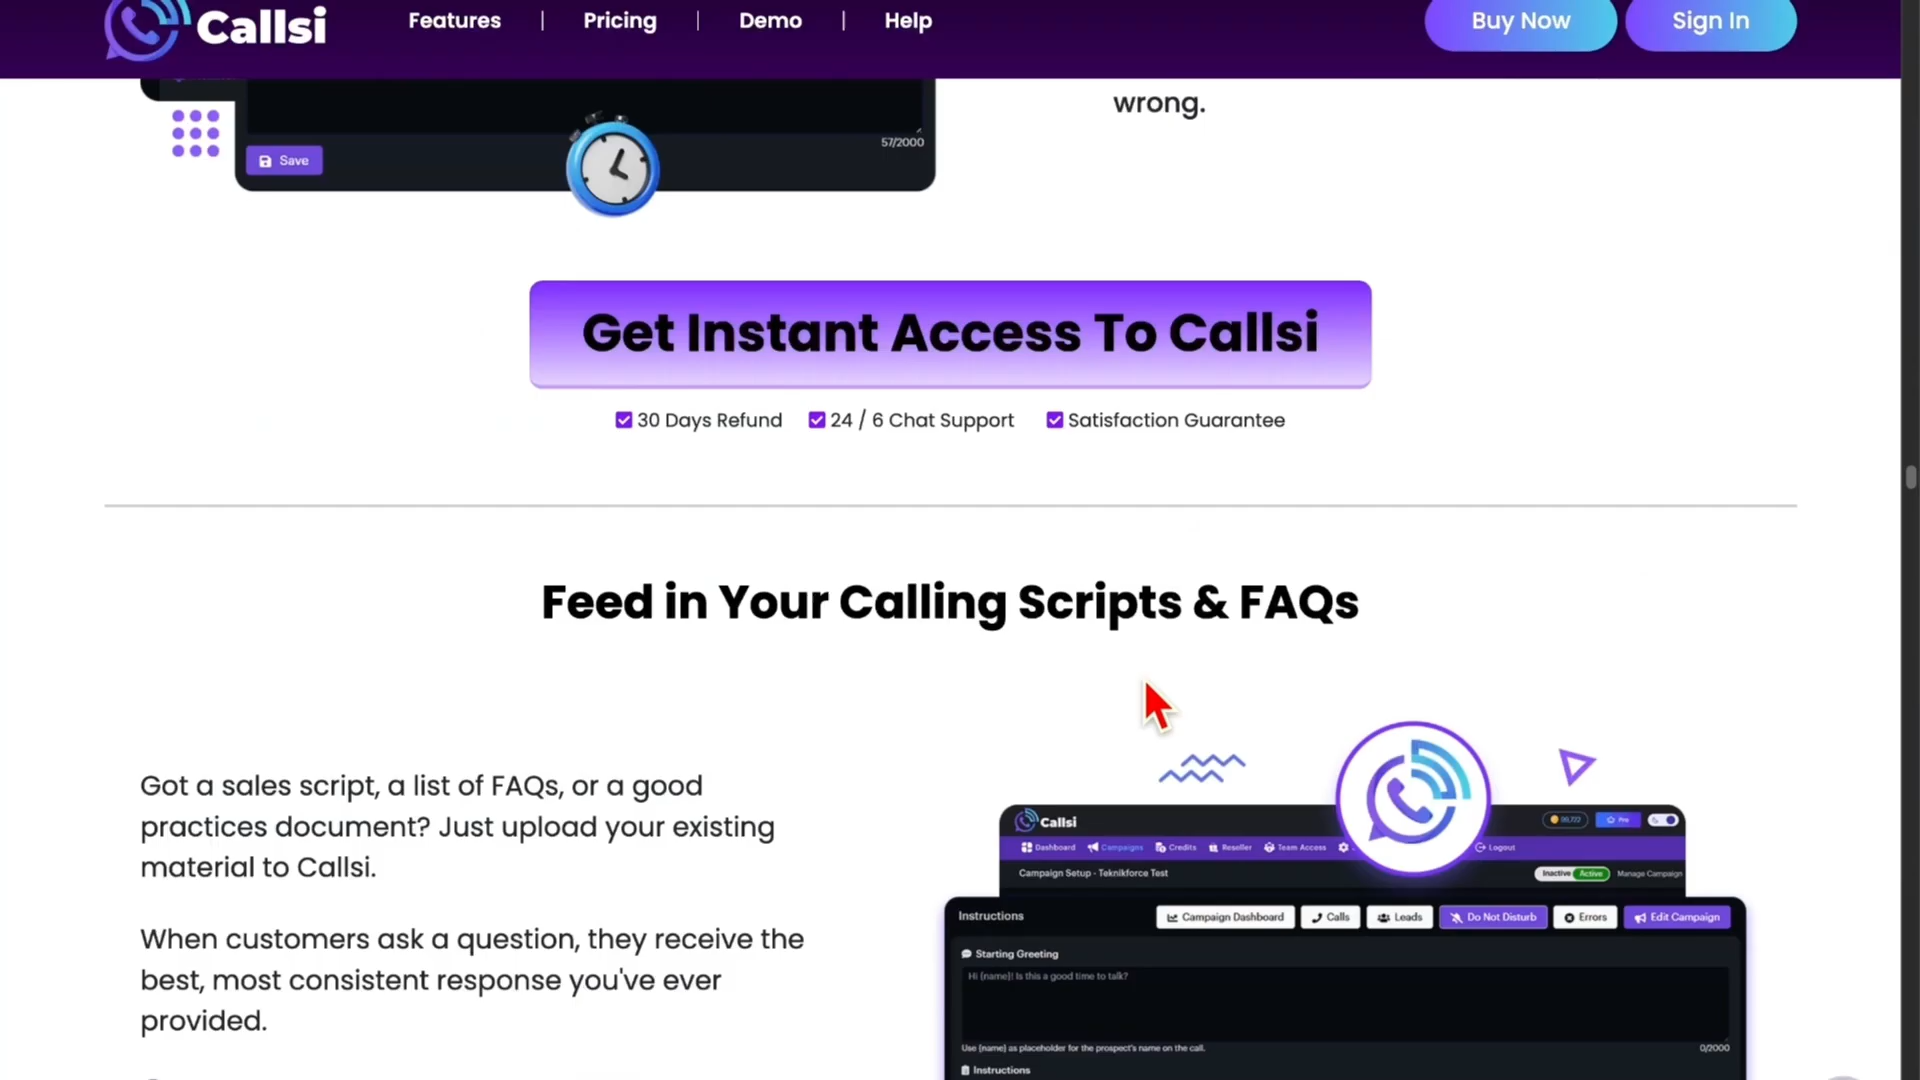 Callsi
Features | Pricing | Demo | Help
Buy Now
Sign In
wrong.
57/2000
Save
Get Instant Access To Callsi
30 Days Refund
24 / 6 Chat Support
Satisfaction Guarantee
Feed in Your Calling Scripts & FAQs
Got a sales script, a list of FAQs, or a good
practices document? Just upload your existing
material to Callsi.
When customers ask a question, they receive the
best, most consistent response you've ever
provided.
Callsi
Pro
Dashboard Campaigns Credits Reseller Team Access Logout
Campaign Setup - Teknikforce Test
Inactive Active Manage Campaign
Instructions
Campaign Dashboard Calls Leads Do Not Disturb Errors Edit Campaign
Starting Greeting
Hi {name}! Is this a good time to talk?
Use {name} as placeholder for the prospect's name on the call.
0/2000
Instructions